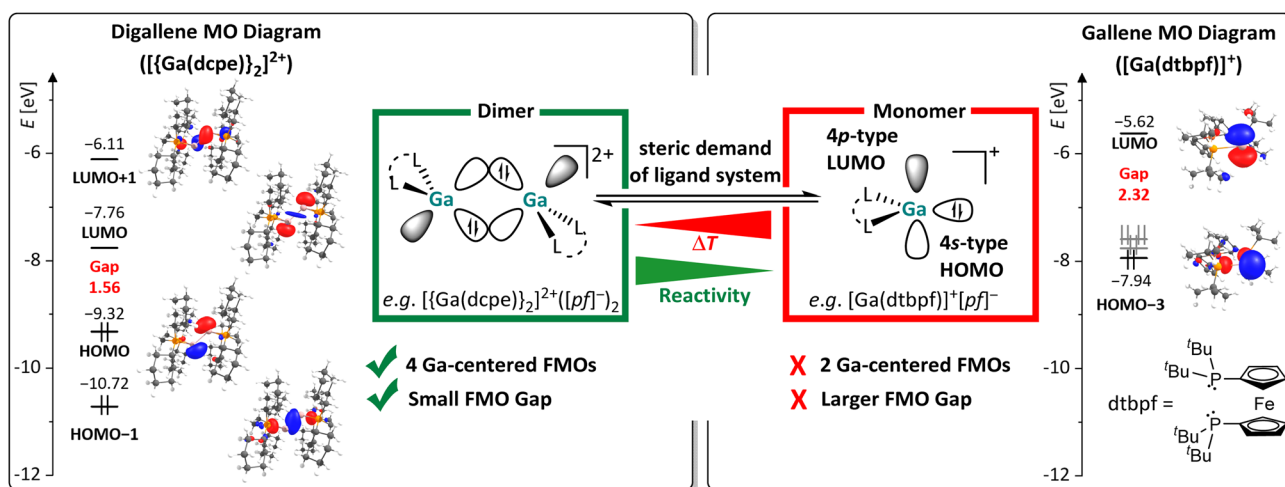 Digallene MO Diagram
([{Ga(dcpe)}₂]²⁺)
E [eV]
-6
-8
-10
-12
−6.11
LUMO+1
−7.76
LUMO
Gap
1.56
−9.32
HOMO
−10.72
HOMO−1
Dimer
2+
L
L
Ga
Ga
L
L
e.g. [{Ga(dcpe)}₂]²⁺([pf]⁻)₂
4 Ga-centered FMOs
Small FMO Gap
steric demand
of ligand system
ΔT
Reactivity
Monomer
4p-type
LUMO
+
L
Ga
L
4s-type
HOMO
e.g. [Ga(dtbpf)]⁺[pf]⁻
X 2 Ga-centered FMOs
X Larger FMO Gap
Gallene MO Diagram
([Ga(dtbpf)]⁺)
E [eV]
-6
-8
-10
-12
−5.62
LUMO
Gap
2.32
−7.94
HOMO−3
dtbpf =
ᵗBu
ᵗBu
P
Fe
P
ᵗBu
ᵗBu